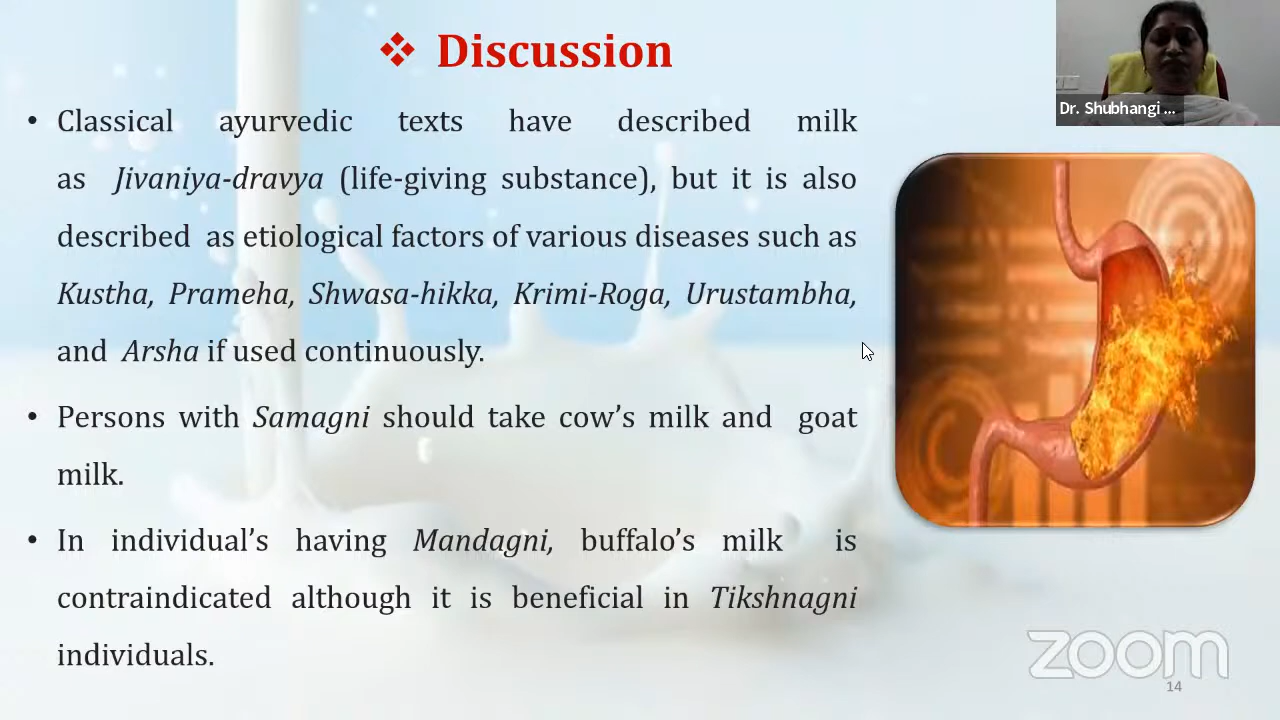 ❖ Discussion
• Classical ayurvedic texts have described milk
as Jivaniya-dravya (life-giving substance), but it is also
described as etiological factors of various diseases such as
Kustha, Prameha, Shwasa-hikka, Krimi-Roga, Urustambha,
and Arsha if used continuously.
• Persons with Samagni should take cow’s milk and goat
milk.
• In individual’s having Mandagni, buffalo’s milk is
contraindicated although it is beneficial in Tikshnagni
individuals.
Dr. Shubhangi ...
zoom
14